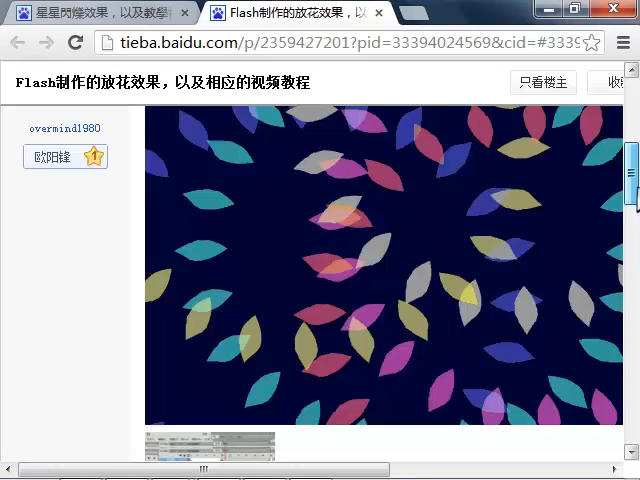 星星閃爍效果，以及教學
Flash制作的放花效果，以
tieba.baidu.com/p/2359427201?pid=33394024569&cid=#3339
Flash制作的放花效果，以及相应的视频教程
只看楼主
收
overmind1980
欧阳锋 1